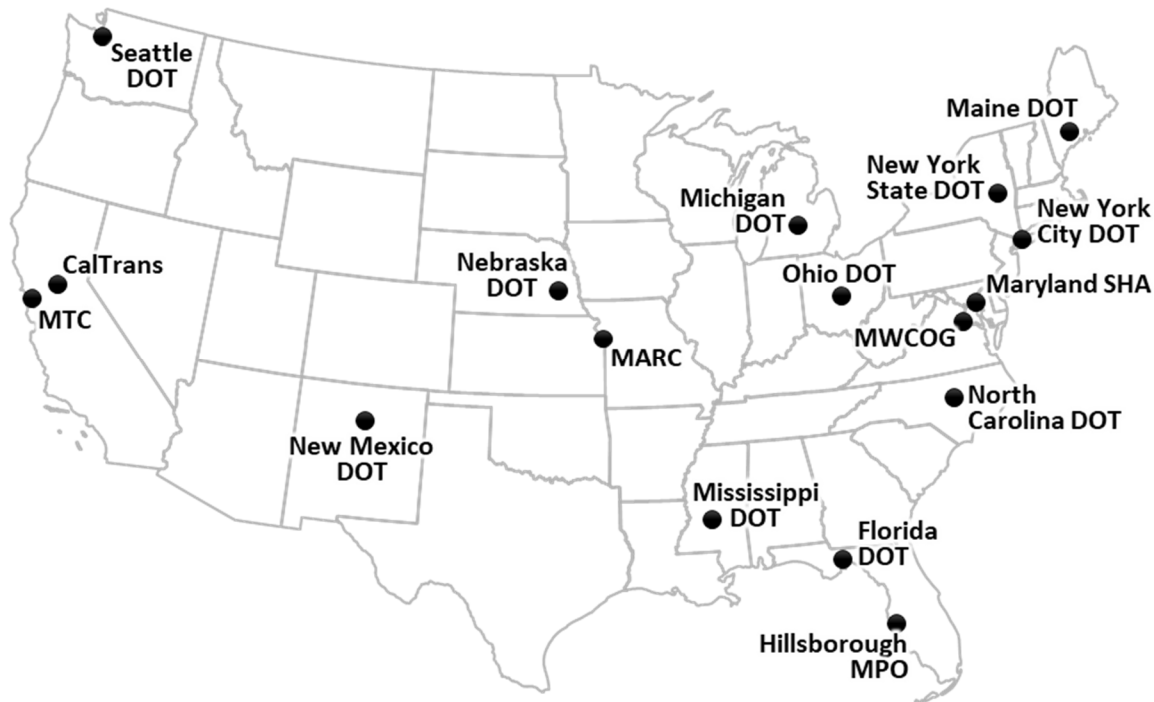 Seattle
DOT
Maine DOT
New York
State DOT
Michigan
DOT
New York
City DOT
CalTrans
MTC
Nebraska
DOT
Ohio DOT
Maryland SHA
MWCOG
MARC
North
Carolina DOT
New Mexico
DOT
Mississippi
DOT
Florida
DOT
Hillsborough
MPO